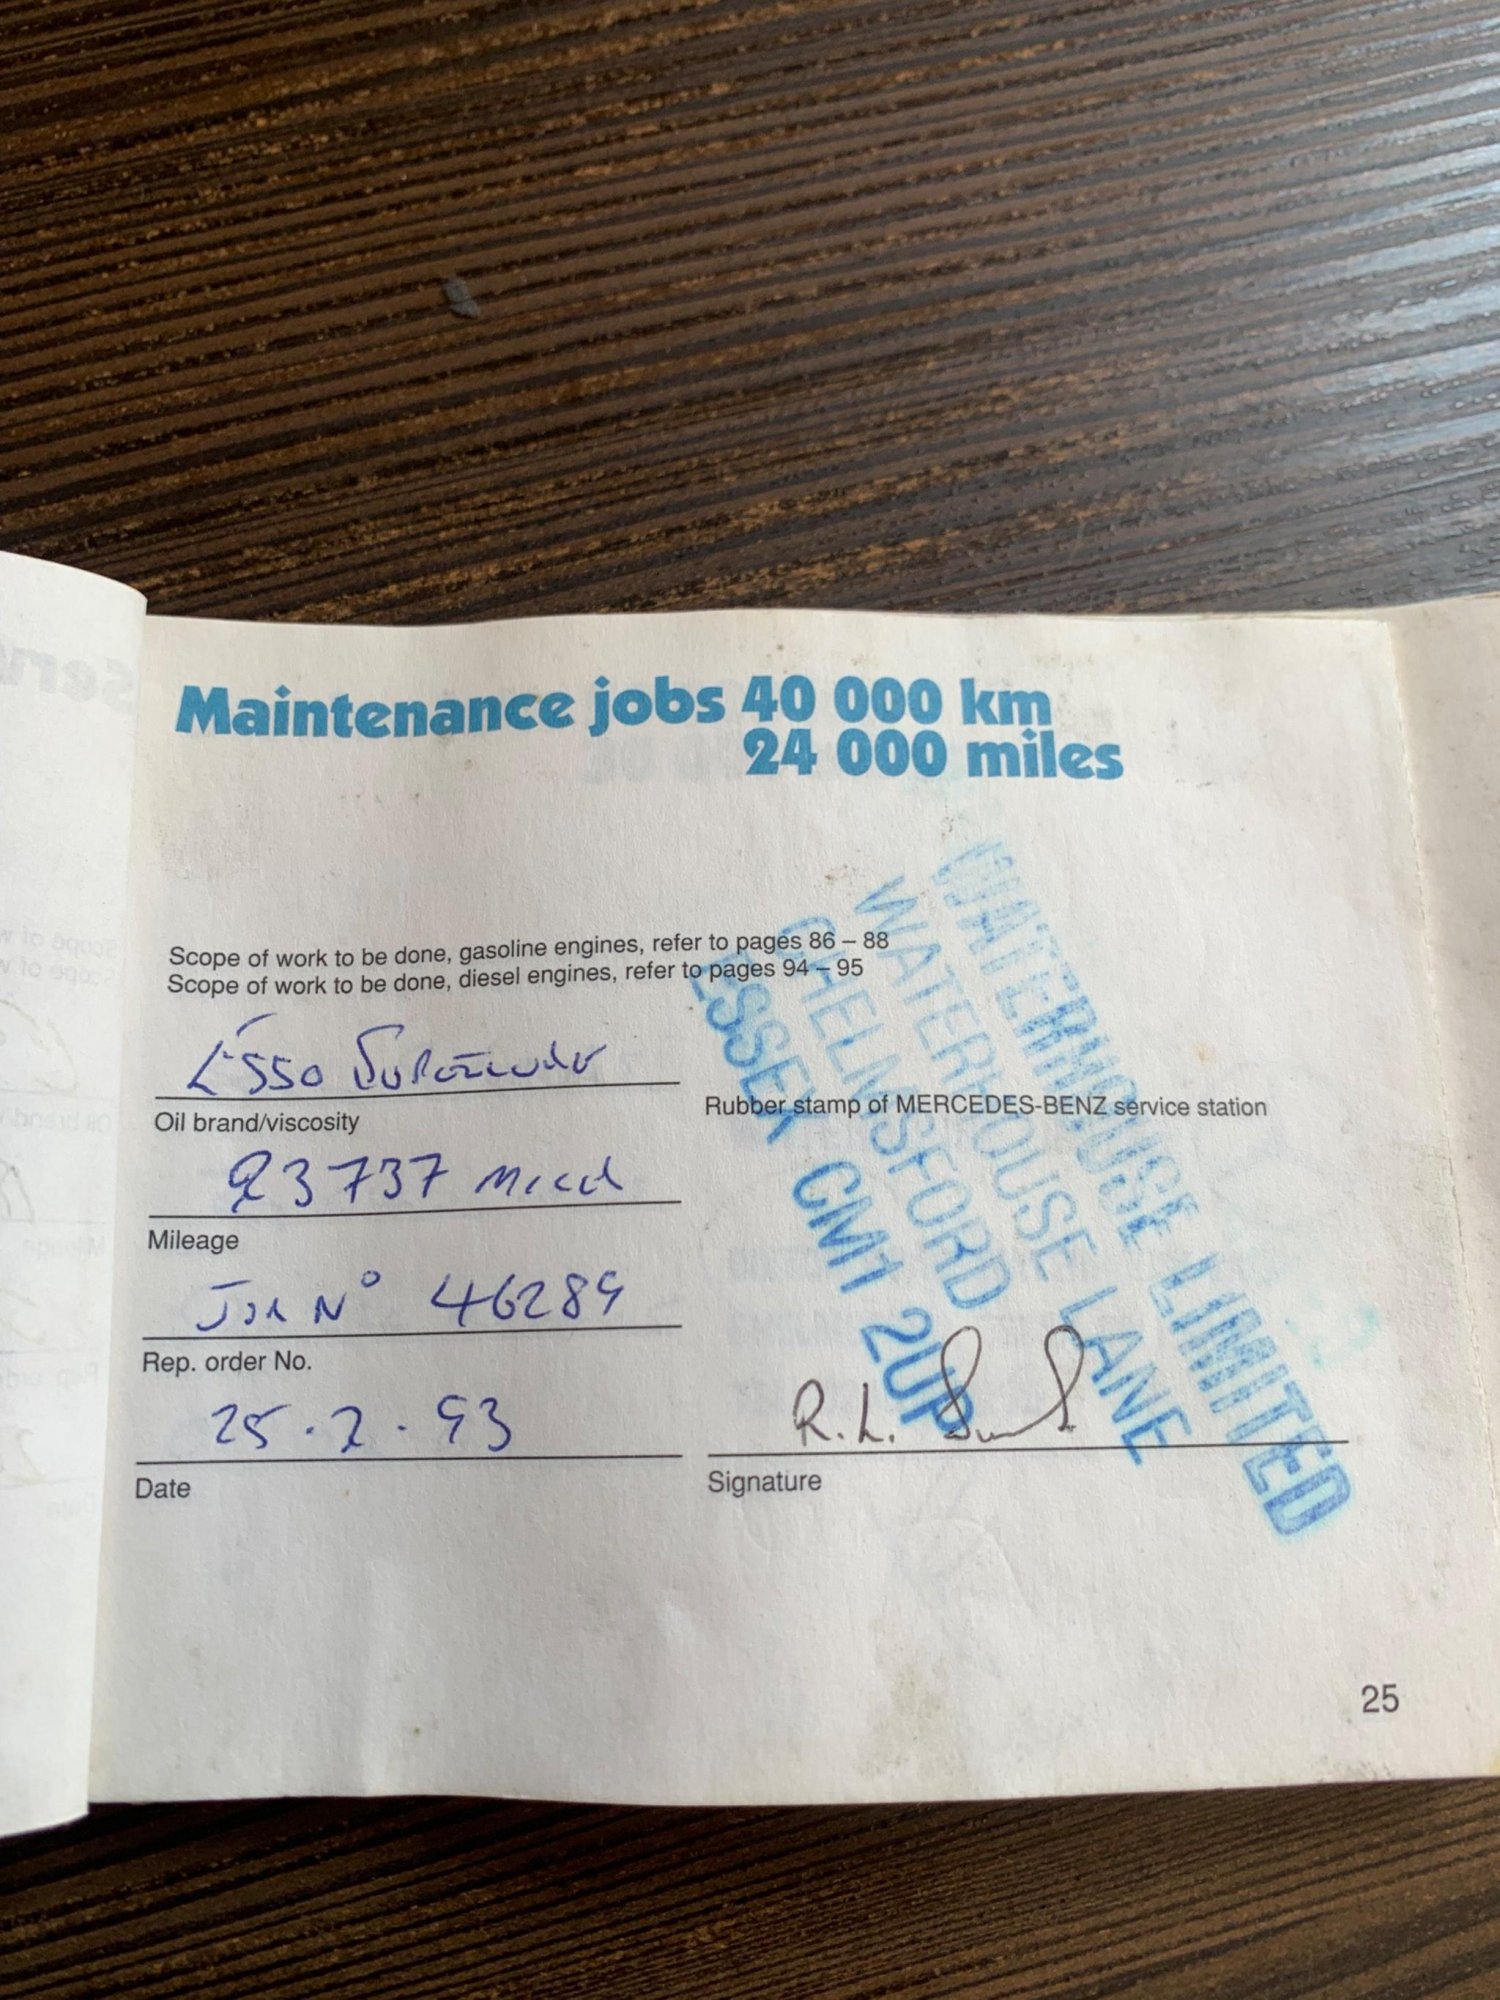 Maintenance jobs 40 000 km
24 000 miles
Scope of work to be done, gasoline engines, refer to pages 86 – 88
Scope of work to be done, diesel engines, refer to pages 94 – 95
Esso
Oil brand/viscosity
23737 Miles
Mileage
Job No 46289
Rep. order No.
25.2.93
Date
WATERHOUSE LIMITED
WATERHOUSE LANE
CHELMSFORD
ESSEX CM1 2UP
Rubber stamp of MERCEDES-BENZ service station
R.L.
Signature
25